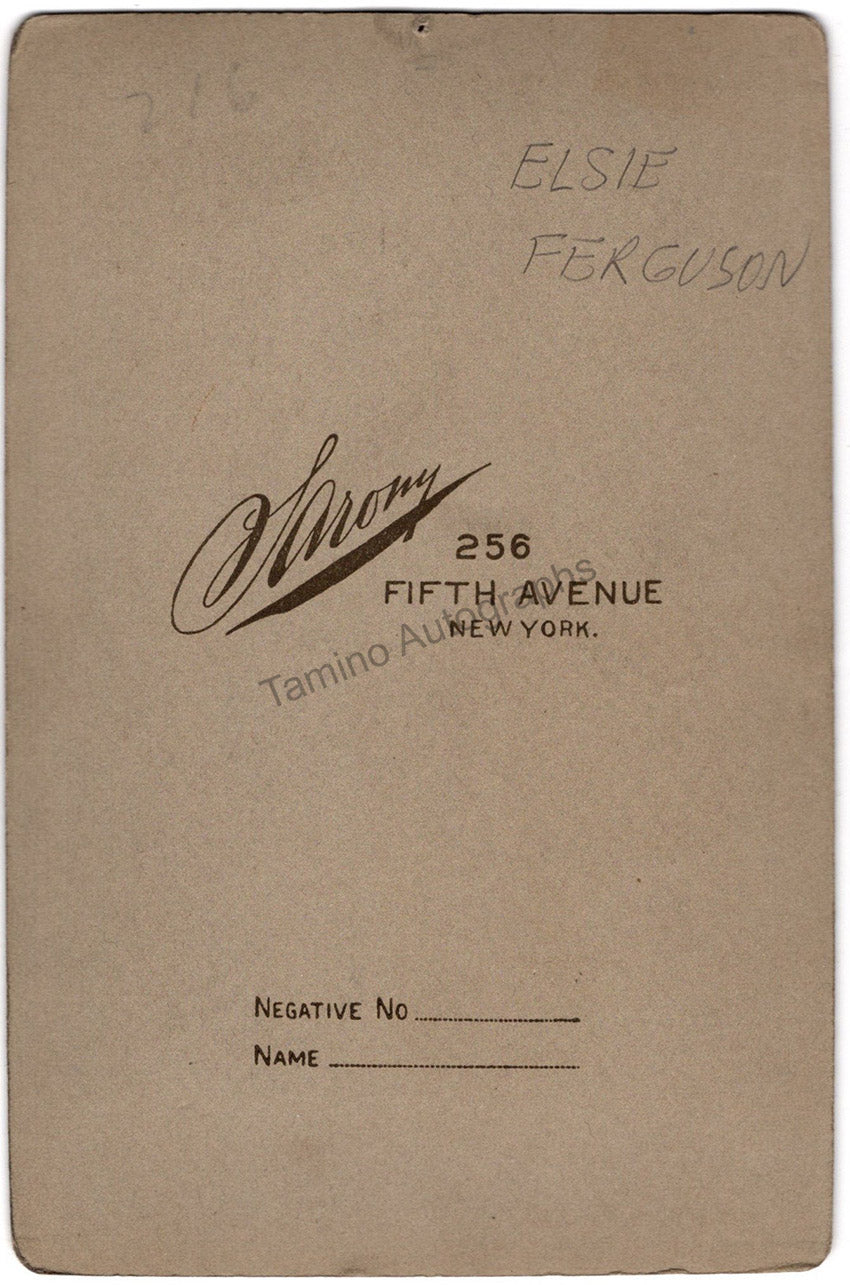 216
ELSIE
FERGUSON
Sarony
256
FIFTH AVENUE
NEW YORK.
Tamino Autographs
NEGATIVE NO
NAME